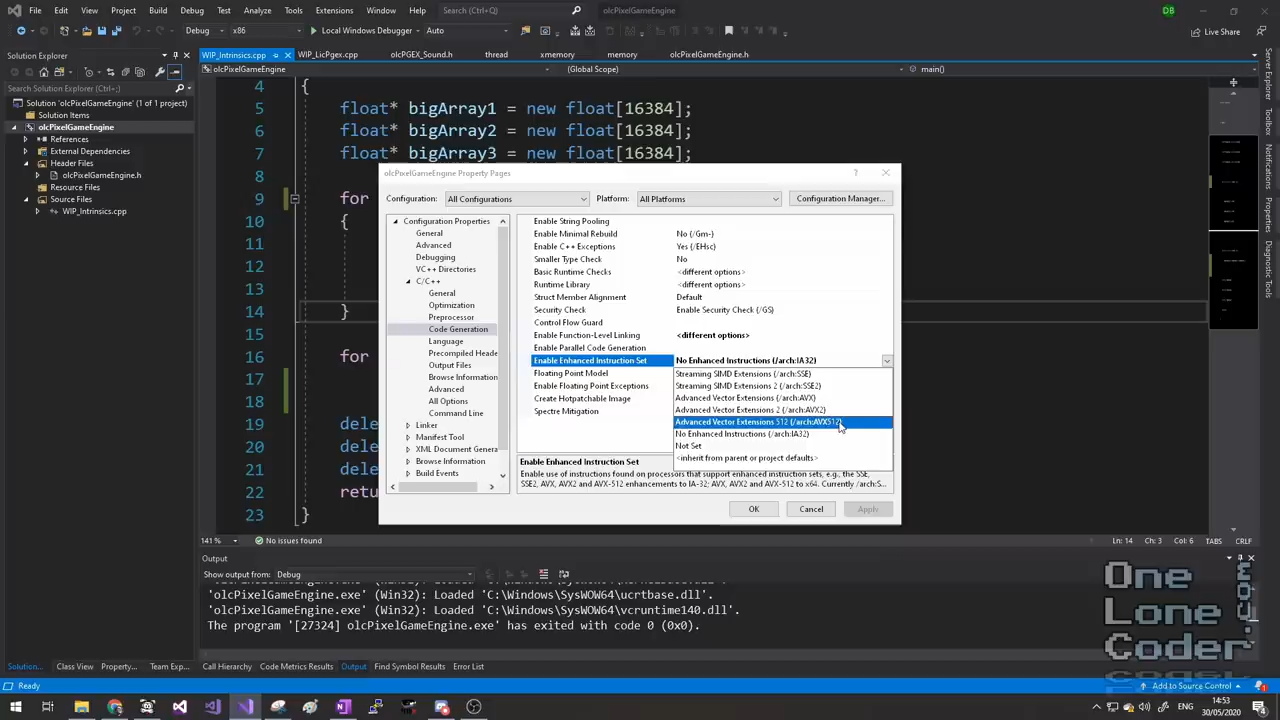 File Edit View Project Build Debug Test Analyze Tools Extensions Window Help Search (Ctrl+Q) olcPixelGameEngine DB
Debug x86 Local Windows Debugger Auto Live Share
Solution Explorer
WIP_Intrinsics.cpp WIP_LicPgex.cpp olcPGEX_Sound.h thread xmemory memory olcPixelGameEngine.h
olcPixelGameEngine (Global Scope) main()
Search Solution Explorer (Ctrl+;)
Solution 'olcPixelGameEngine' (1 of 1 project)
Solution Items
olcPixelGameEngine
References
External Dependencies
Header Files
olcPixelGameEngine.h
Resource Files
Source Files
WIP_Intrinsics.cpp
4 {
5 float* bigArray1 = new float[16384];
6 float* bigArray2 = new float[16384];
7 float* bigArray3 = new float[16384];
8
9 for
10 {
11
12
13
14 }
15
16 for
17
18
19 dele
20 dele
21 dele
22 retu
23 }
olcPixelGameEngine Property Pages
Configuration: All Configurations Platform: All Platforms Configuration Manager...
Configuration Properties
General
Advanced
Debugging
VC++ Directories
C/C++
General
Optimization
Preprocessor
Code Generation
Language
Precompiled Heade
Output Files
Browse Information
Advanced
All Options
Command Line
Linker
Manifest Tool
XML Document Genera
Browse Information
Build Events
Enable String Pooling
Enable Minimal Rebuild No (/Gm-)
Enable C++ Exceptions Yes (/EHsc)
Smaller Type Check No
Basic Runtime Checks <different options>
Runtime Library <different options>
Struct Member Alignment Default
Security Check Enable Security Check (/GS)
Control Flow Guard
Enable Function-Level Linking <different options>
Enable Parallel Code Generation
Enable Enhanced Instruction Set No Enhanced Instructions (/arch:IA32)
Floating Point Model
Enable Floating Point Exceptions
Create Hotpatchable Image
Spectre Mitigation
Streaming SIMD Extensions (/arch:SSE)
Streaming SIMD Extensions 2 (/arch:SSE2)
Advanced Vector Extensions (/arch:AVX)
Advanced Vector Extensions 2 (/arch:AVX2)
Advanced Vector Extensions 512 (/arch:AVX512)
No Enhanced Instructions (/arch:IA32)
Not Set
<inherit from parent or project defaults>
Enable Enhanced Instruction Set
Enable use of instructions found on processors that support enhanced instruction sets, e.g., the SSE,
SSE2, AVX, AVX2 and AVX-512 enhancements to IA-32; AVX, AVX2 and AVX-512 to x64. Currently /arch:S...
OK Cancel Apply
Server Explorer
Toolbox
Notifications
Diagnostic Tools
141 % No issues found Ln: 14 Ch: 3 Col: 6 TABS CRLF
Output
Show output from: Debug
'olcPixelGameEngine.exe' (Win32): Loaded 'C:\Windows\SysWOW64\ucrtbase.dll'.
'olcPixelGameEngine.exe' (Win32): Loaded 'C:\Windows\SysWOW64\vcruntime140.dll'.
The program '[27324] olcPixelGameEngine.exe' has exited with code 0 (0x0).
One
Lone
Coder
.com
Solution... Class View Property... Team Exp... Call Hierarchy Code Metrics Results Output Find Symbol Results Error List
Ready Add to Source Control 1
14:53
30/05/2020